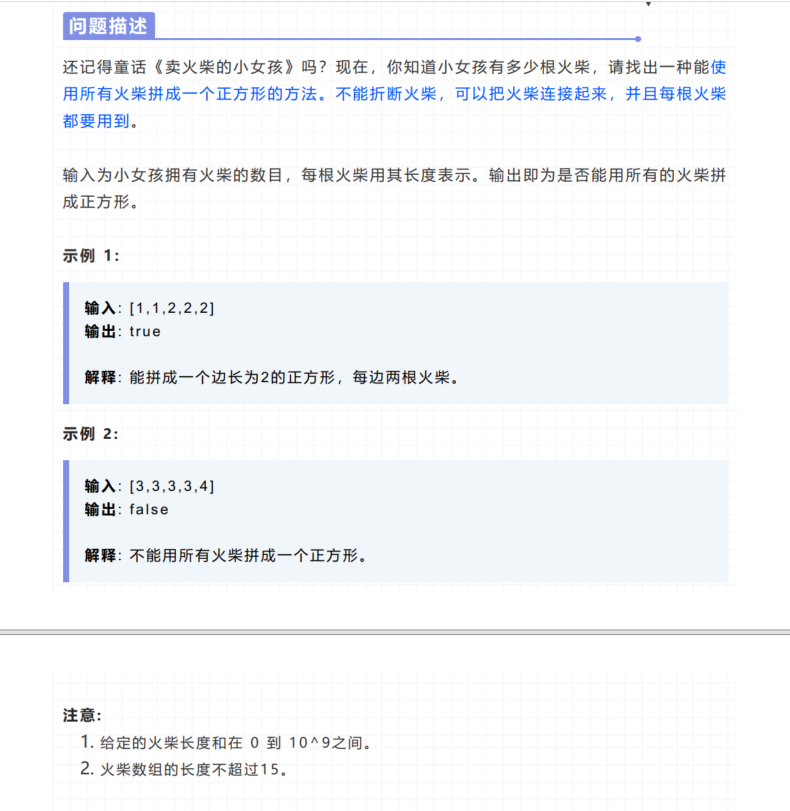 问题描述
还记得童话《卖火柴的小女孩》吗？现在，你知道小女孩有多少根火柴，请找出一种能使
用所有火柴拼成一个正方形的方法。不能折断火柴，可以把火柴连接起来，并且每根火柴
都要用到。
输入为小女孩拥有火柴的数目，每根火柴用其长度表示。输出即为是否能用所有的火柴拼
成正方形。
示例 1:
输入: [1,1,2,2,2]
输出: true
解释: 能拼成一个边长为2的正方形，每边两根火柴。
示例 2:
输入: [3,3,3,3,4]
输出: false
解释: 不能用所有火柴拼成一个正方形。
注意:
1. 给定的火柴长度和在 0 到 10^9之间。
2. 火柴数组的长度不超过15。